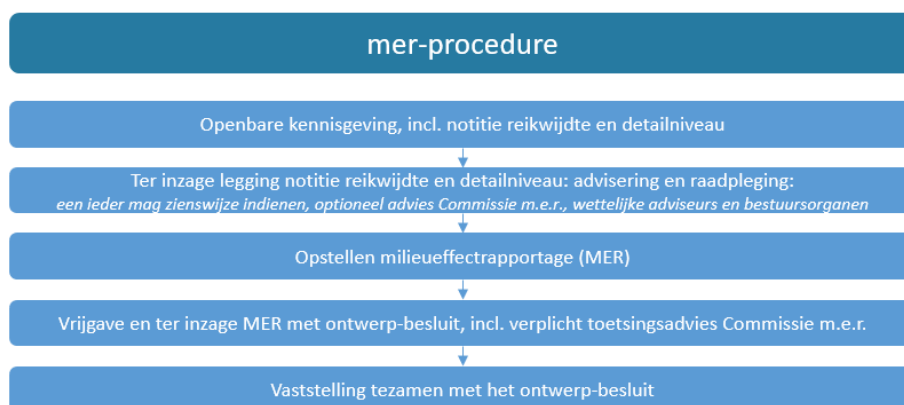 mer-procedure
Openbare kennisgeving, incl. notitie reikwijdte en detailniveau
Ter inzage legging notitie reikwijdte en detailniveau: advisering en raadpleging:
een ieder mag zienswijze indienen, optioneel advies Commissie m.e.r., wettelijke adviseurs en bestuursorganen
Opstellen milieueffectrapportage (MER)
Vrijgave en ter inzage MER met ontwerp-besluit, incl. verplicht toetsingsadvies Commissie m.e.r.
Vaststelling tezamen met het ontwerp-besluit